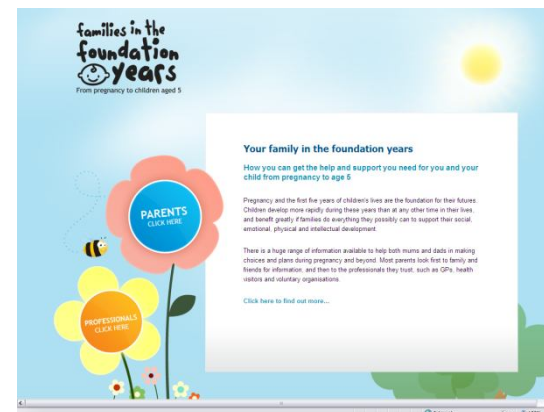 families in the
foundation
years
From pregnancy to children aged 5
Your family in the foundation years
How you can get the help and support you need for you and your
child from pregnancy to age 5
Pregnancy and the first five years of children's lives are the foundation for their futures.
Children develop more rapidly during these years than at any other time in their lives,
and benefit greatly if families do everything they possibly can to support their social,
emotional, physical and intellectual development.
There is a huge range of information available to help both mums and dads in making
choices and plans during pregnancy and beyond. Most parents look first to family and
friends for information, and then to the professionals they trust, such as GPs, health
visitors and voluntary organisations.
Click here to find out more...
PARENTS
CLICK HERE
PROFESSIONALS
CLICK HERE